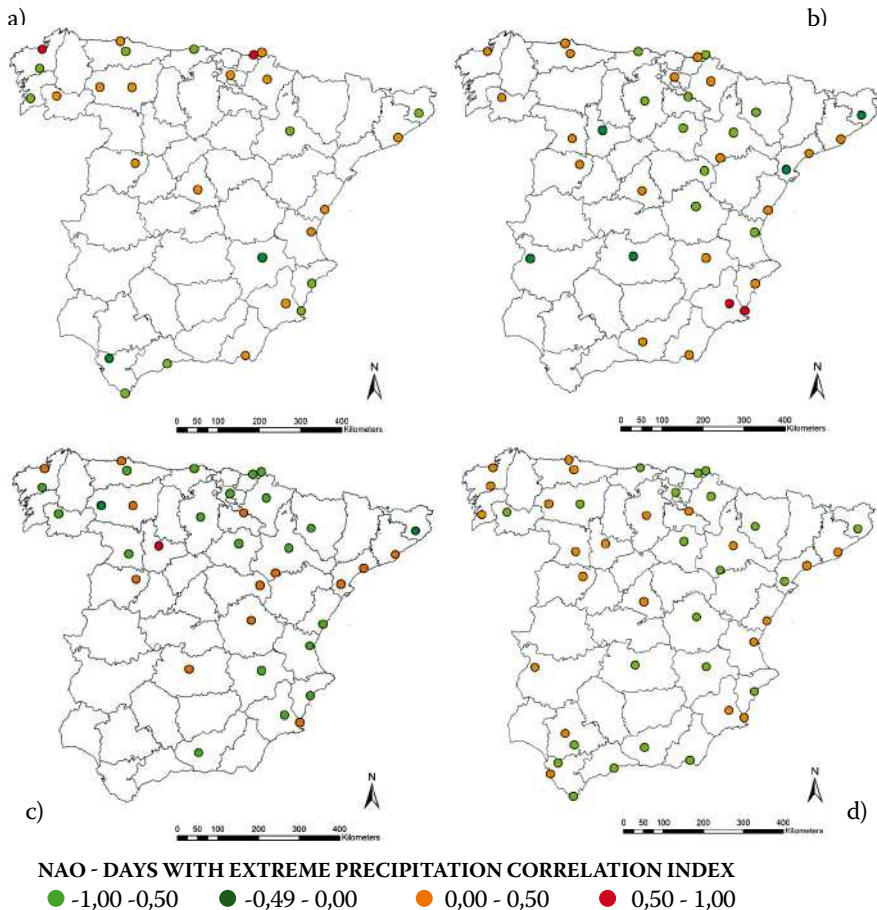 a)
b)
N
0 50 100 200 300 400
Kilometers
N
0 50 100 200 300 400
Kilometers
N
0 50 100 200 300 400
Kilometers
N
0 50 100 200 300 400
Kilometers
c)
d)
NAO - DAYS WITH EXTREME PRECIPITATION CORRELATION INDEX
-1,00 -0,50 -0,49 - 0,00 0,00 - 0,50 0,50 - 1,00